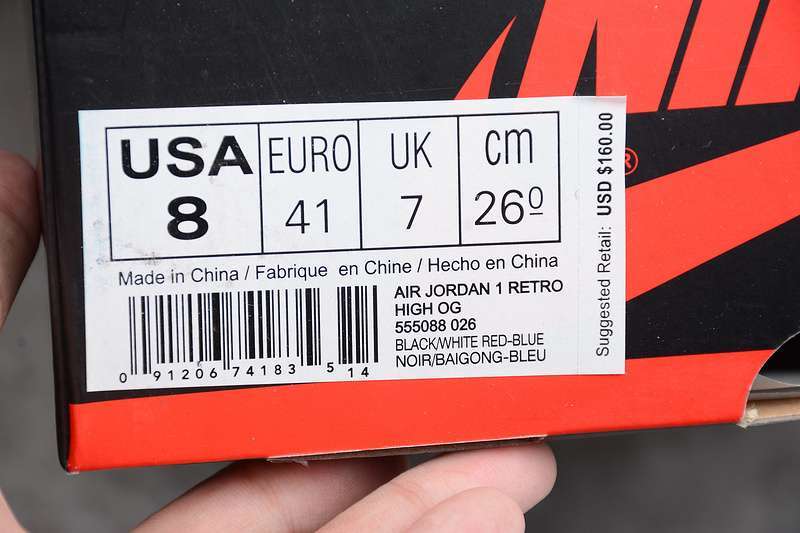 ®
USA EURO UK cm
8 41 7 26º
Made in China / Fabrique en Chine / Hecho en China
AIR JORDAN 1 RETRO
HIGH OG
555088 026
BLACK/WHITE RED-BLUE
NOIR/BAIGONG-BLEU
0 91206 74183 5 14
Suggested Retail: USD $160.00